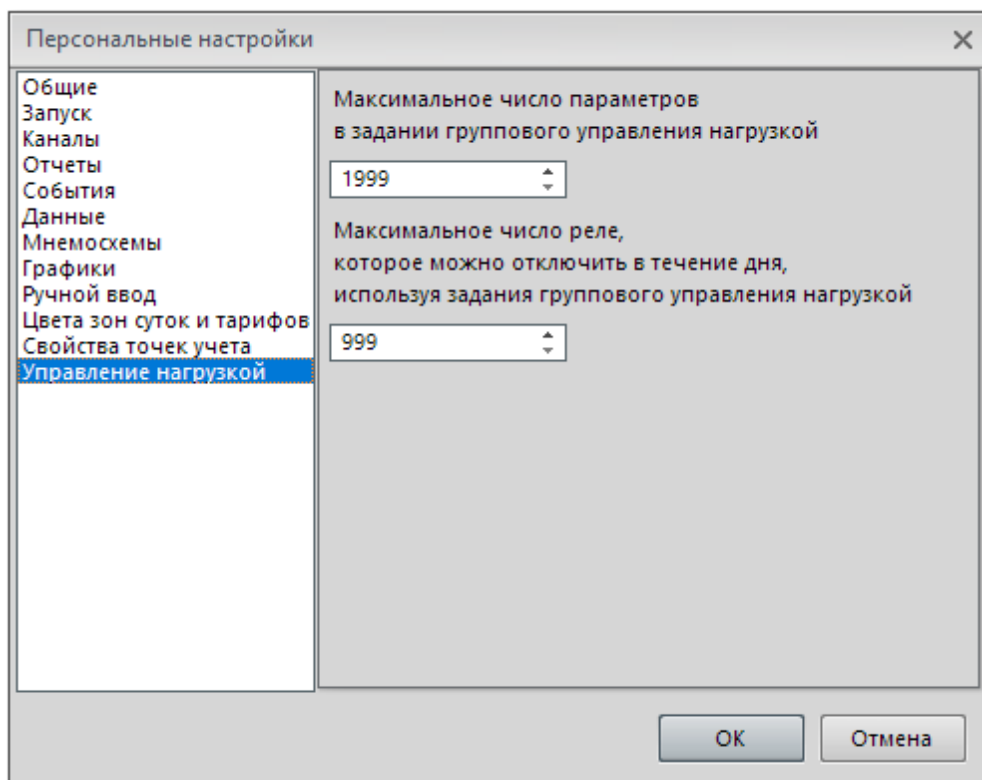 Персональные настройки
Общие
Запуск
Каналы
Отчеты
События
Данные
Мнемосхемы
Графики
Ручной ввод
Цвета зон суток и тарифов
Свойства точек учета
Управление нагрузкой
Максимальное число параметров
в задании группового управления нагрузкой
1999
Максимальное число реле,
которое можно отключить в течение дня,
используя задания группового управления нагрузкой
999
ОК
Отмена